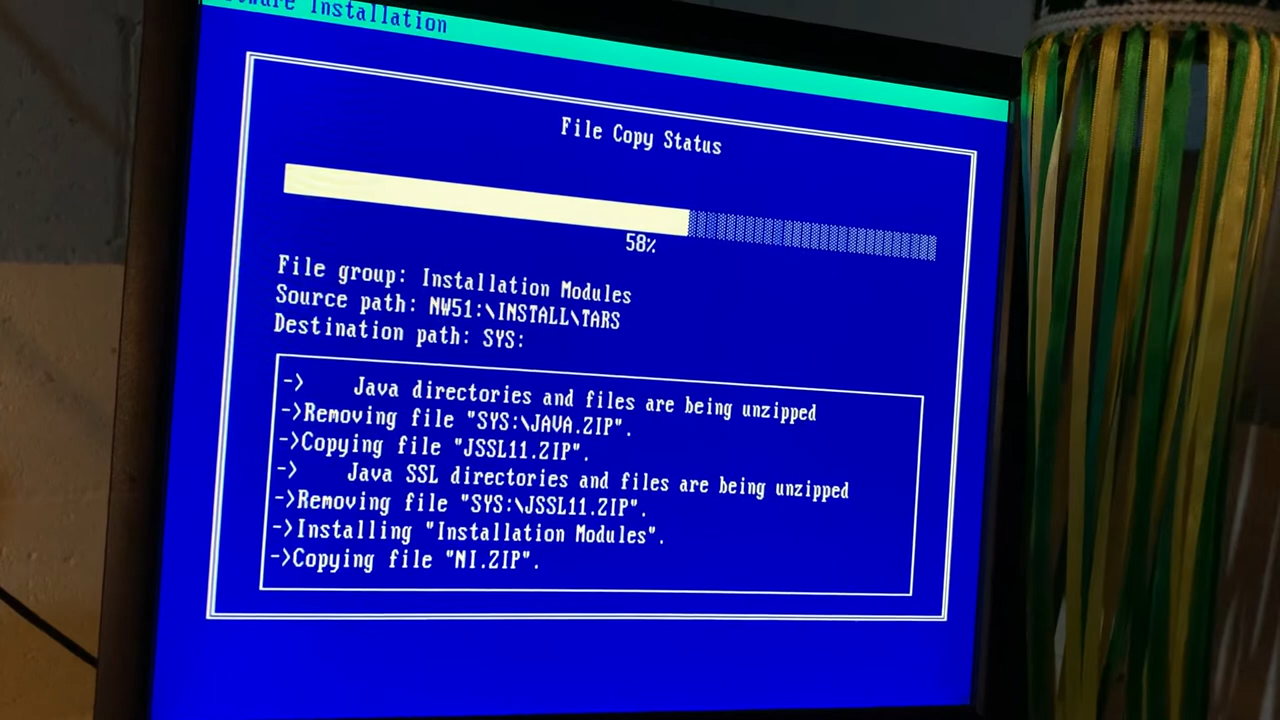 Installation
File Copy Status
58%
File group: Installation Modules
Source path: NW51:\INSTALL\TARS
Destination path: SYS:
->    Java directories and files are being unzipped
->Removing file "SYS:\JAVA.ZIP".
->Copying file "JSSL11.ZIP".
->    Java SSL directories and files are being unzipped
->Removing file "SYS:\JSSL11.ZIP".
->Installing "Installation Modules".
->Copying file "NI.ZIP".